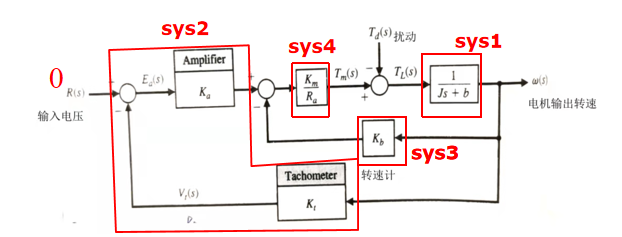 sys2
sys4
sys1
sys3
0
R(s)
输入电压
+
−
E_a(s)
Amplifier
K_a
+
−
K_m
R_a
T_m(s)
T_d(s) 扰动
−
+
T_L(s)
1
Js + b
ω(s)
电机输出转速
K_b
转速计
Tachometer
K_t
V_t(s)